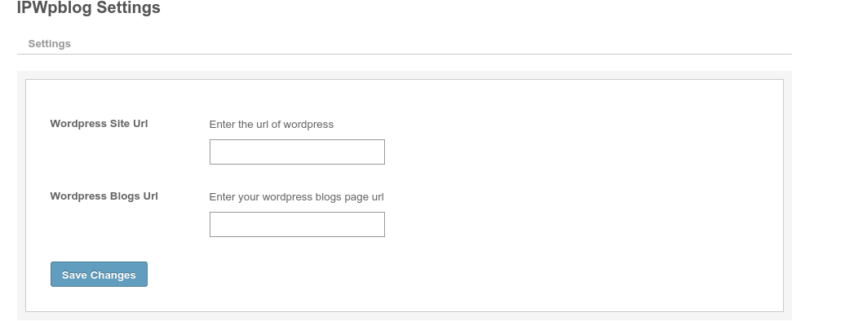 IPWpblog Settings
Settings
Wordpress Site Url
Enter the url of wordpress
Wordpress Blogs Url
Enter your wordpress blogs page url
Save Changes